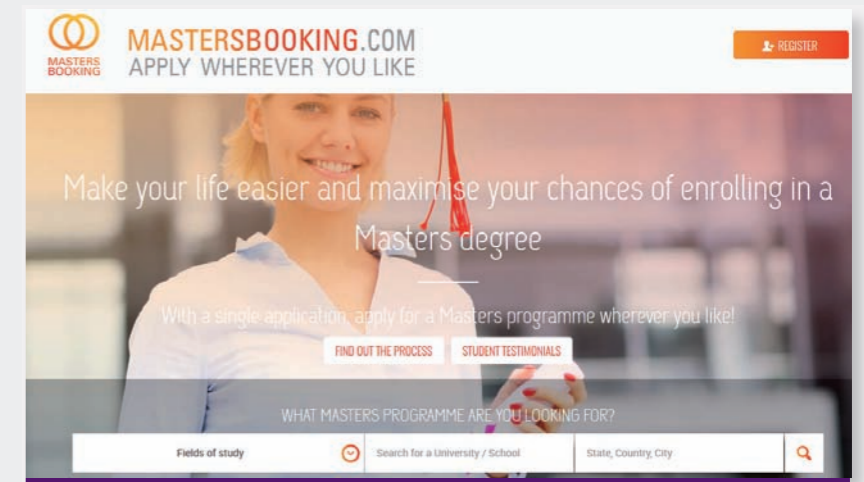 MASTERS
BOOKING
MASTERSBOOKING.COM
APPLY WHEREVER YOU LIKE
REGISTER
Make your life easier and maximise your chances of enrolling in a
Masters degree
With a single application, apply for a Masters programme wherever you like!
FIND OUT THE PROCESS
STUDENT TESTIMONIALS
WHAT MASTERS PROGRAMME ARE YOU LOOKING FOR?
Fields of study
Search for a University / School
State, Country, City